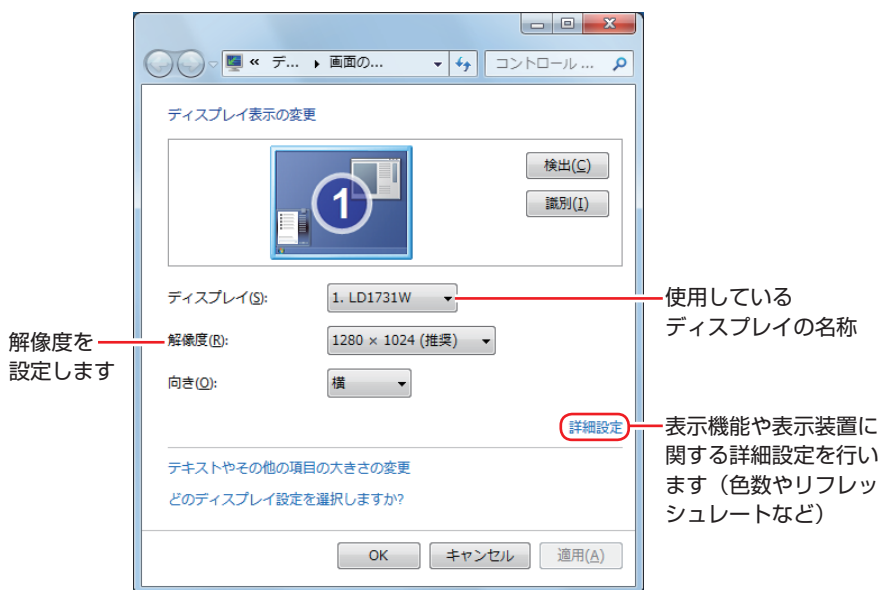 « デ... ▸ 画面の... コントロール ...
ディスプレイ表示の変更
1
検出(C)
識別(I)
ディスプレイ(S): 1. LD1731W
使用している
ディスプレイの名称
解像度を
設定します
解像度(R): 1280 × 1024 (推奨)
向き(O): 横
詳細設定
表示機能や表示装置に
関する詳細設定を行い
ます（色数やリフレッ
シュレートなど）
テキストやその他の項目の大きさの変更
どのディスプレイ設定を選択しますか?
OK キャンセル 適用(A)